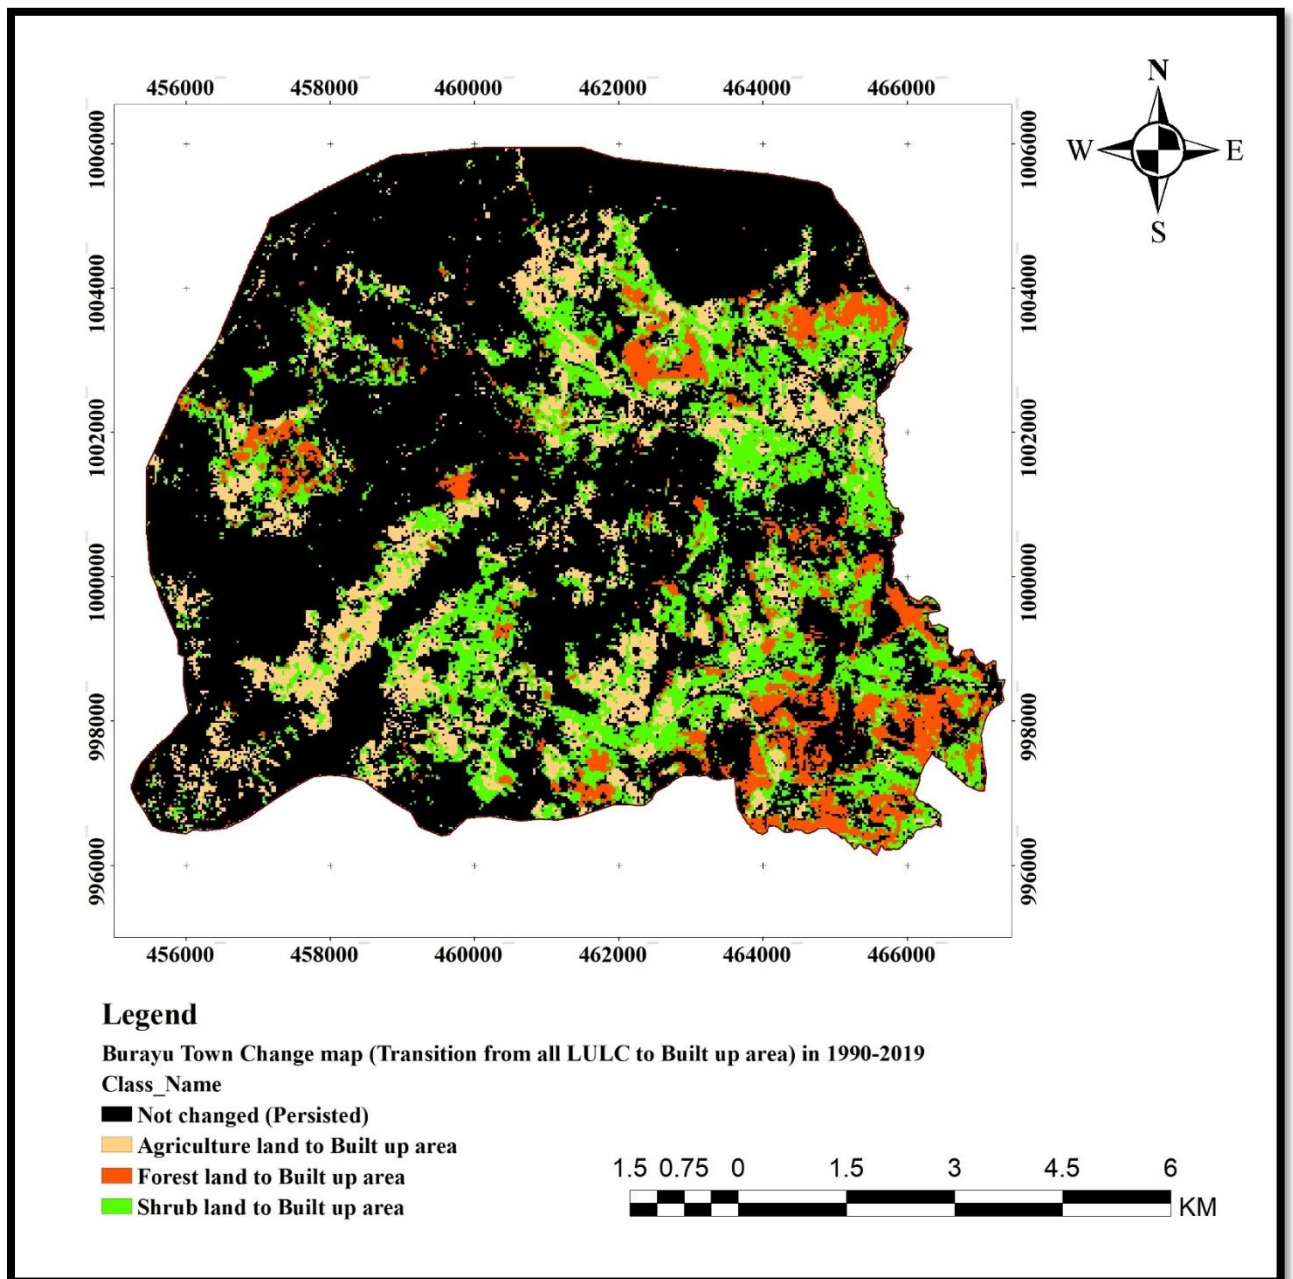 N
W E
S
456000 458000 460000 462000 464000 466000
1006000 1006000
1004000 1004000
1002000 1002000
1000000 1000000
998000 998000
996000 996000
456000 458000 460000 462000 464000 466000
Legend
Burayu Town Change map (Transition from all LULC to Built up area) in 1990-2019
Class_Name
Not changed (Persisted)
Agriculture land to Built up area
Forest land to Built up area
Shrub land to Built up area
1.5 0.75 0 1.5 3 4.5 6
KM